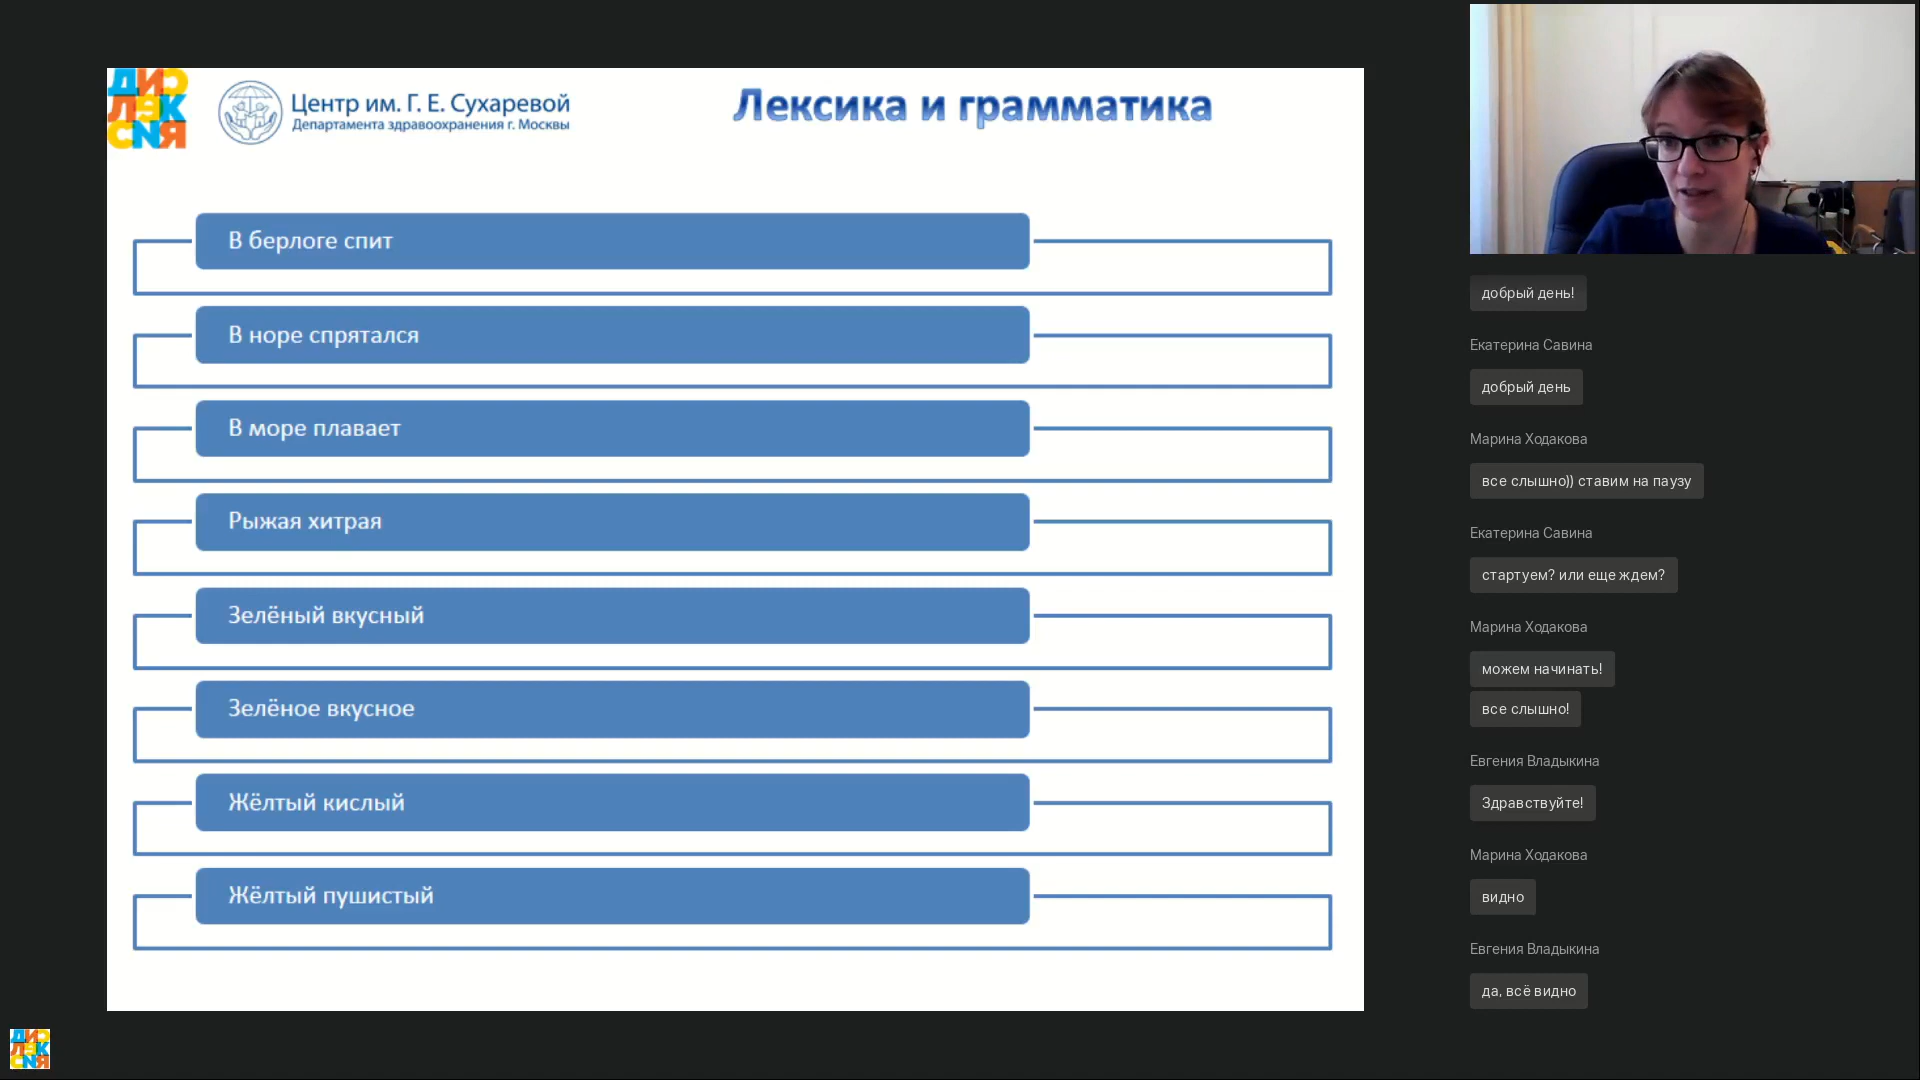 ДИС
ЛЕК
СИЯ
Центр им. Г. Е. Сухаревой
Департамента здравоохранения г. Москвы
Лексика и грамматика
В берлоге спит
В норе спрятался
В море плавает
Рыжая хитрая
Зелёный вкусный
Зелёное вкусное
Жёлтый кислый
Жёлтый пушистый
добрый день!
Екатерина Савина
добрый день
Марина Ходакова
все слышно)) ставим на паузу
Екатерина Савина
стартуем? или еще ждем?
Марина Ходакова
можем начинать!
все слышно!
Евгения Владыкина
Здравствуйте!
Марина Ходакова
видно
Евгения Владыкина
да, всё видно
ДИС
ЛЕК
СИЯ